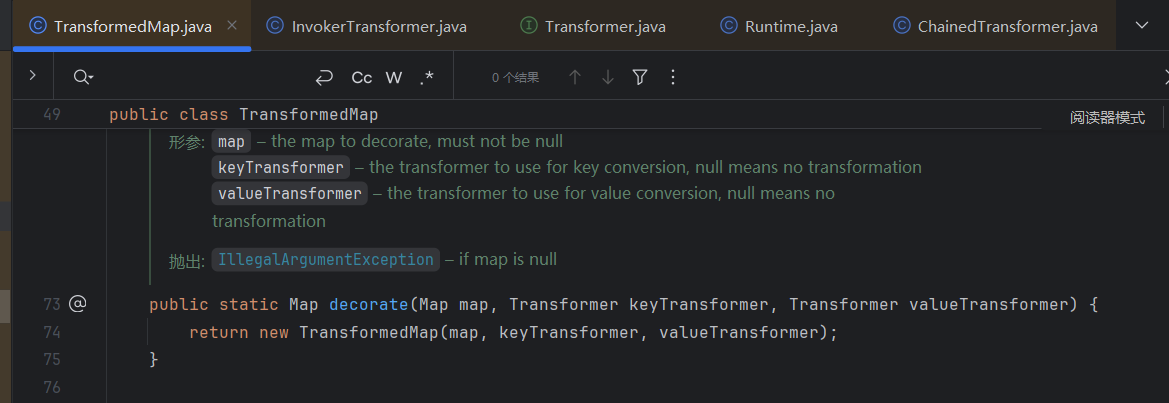 TransformedMap.java × InvokerTransformer.java Transformer.java Runtime.java ChainedTransformer.java
Cc W .* 0 个结果
49 public class TransformedMap 阅读器模式
形参: map – the map to decorate, must not be null
keyTransformer – the transformer to use for key conversion, null means no transformation
valueTransformer – the transformer to use for value conversion, null means no
transformation
抛出: IllegalArgumentException – if map is null
73 @ public static Map decorate(Map map, Transformer keyTransformer, Transformer valueTransformer) {
74 return new TransformedMap(map, keyTransformer, valueTransformer);
75 }
76